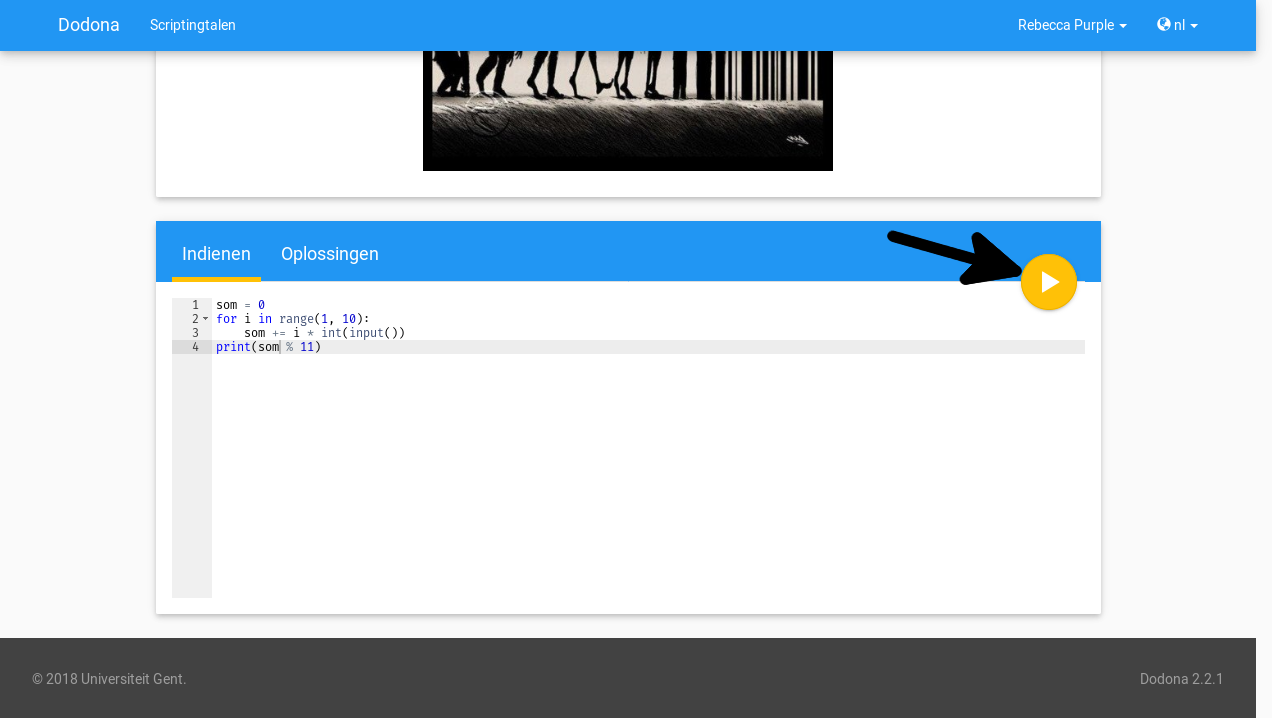 Dodona Scriptingtalen Rebecca Purple nl
Indienen Oplossingen
1 som = 0
2 for i in range(1, 10):
3     som += i * int(input())
4 print(som % 11)
© 2018 Universiteit Gent. Dodona 2.2.1